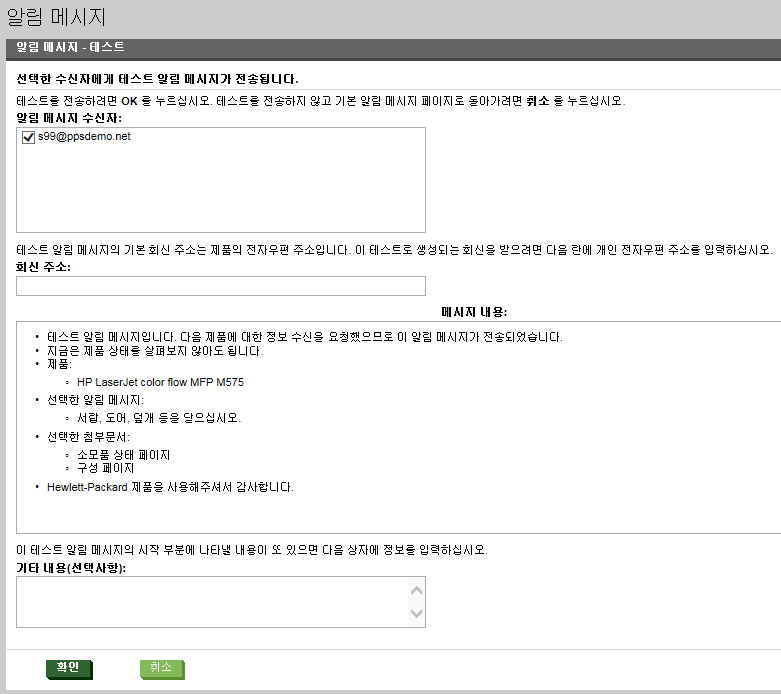 알림 메시지
알림 메시지 - 테스트
선택한 수신자에게 테스트 알림 메시지가 전송됩니다.
테스트를 전송하려면 OK 을 누르십시오. 테스트를 전송하지 않고 기본 알림 메시지 페이지로 돌아가려면 취소 을 누르십시오.
알림 메시지 수신자:
s99@ppsdemo.net
테스트 알림 메시지의 기본 회신 주소는 제품의 전자우편 주소입니다. 이 테스트로 생성되는 회신을 받으려면 다음 란에 개인 전자우편 주소를 입력하십시오.
회신 주소:
메시지 내용:
• 테스트 알림 메시지입니다. 다음 제품에 대한 정보 수신을 요청했으므로 이 알림 메시지가 전송되었습니다.
• 지금은 제품 상태를 살펴보지 않아도 됩니다.
• 제품:
◦ HP LaserJet color flow MFP M575
• 선택한 알림 메시지:
◦ 서랍, 도어, 덮개 등을 닫으십시오.
• 선택한 첨부문서:
◦ 소모품 상태 페이지
◦ 구성 페이지
• Hewlett-Packard 제품을 사용해주셔서 감사합니다.
이 테스트 알림 메시지의 시작 부분에 나타낼 내용이 또 있으면 다음 상자에 정보를 입력하십시오.
기타 내용(선택사항):
확인 취소